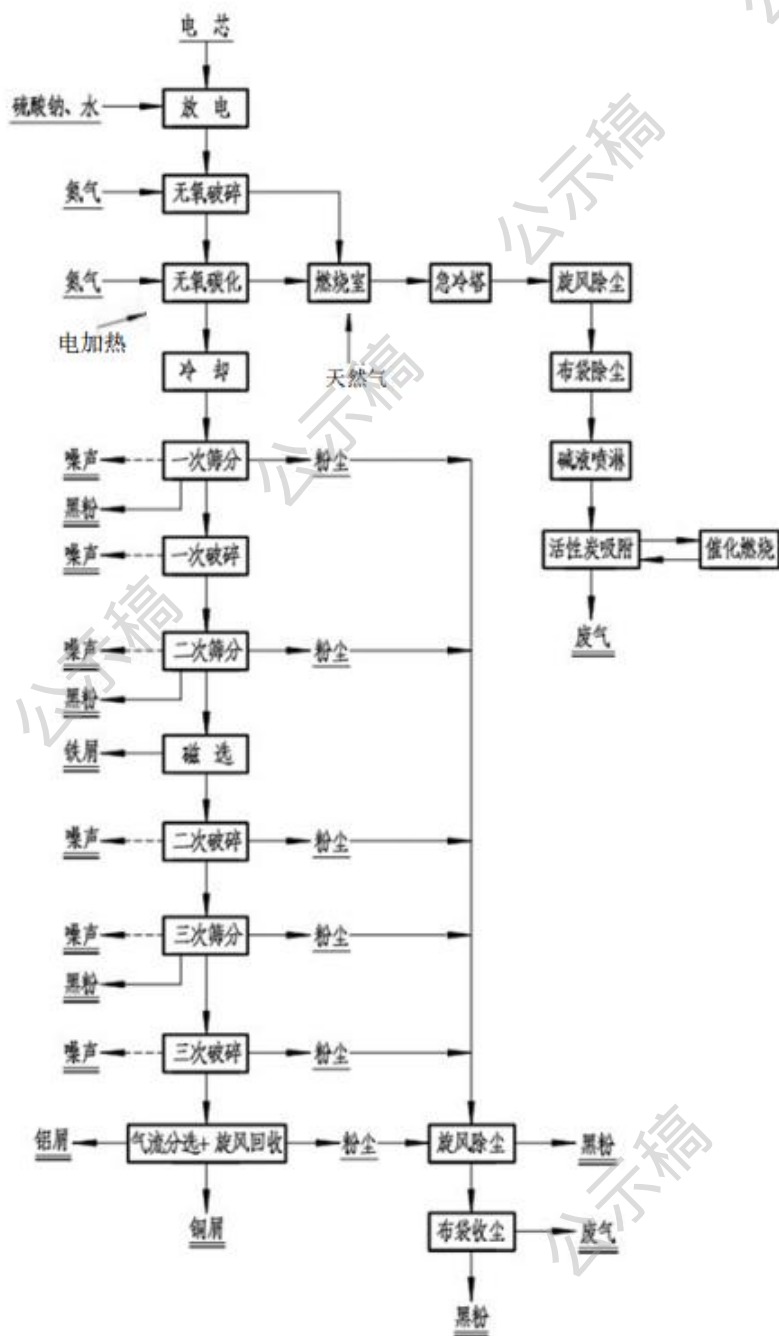 电 芯
硫酸钠、水 放 电
氮气 无氧破碎
氮气 无氧碳化 燃烧室 急冷塔 旋风除尘
电加热 天然气
冷 却 布袋除尘
噪声 一次筛分 粉尘 碱液喷淋
黑粉
噪声 一次破碎 活性炭吸附 催化燃烧
废气
噪声 二次筛分 粉尘
黑粉
铁屑 磁 选
噪声 二次破碎 粉尘
噪声 三次筛分 粉尘
黑粉
噪声 三次破碎 粉尘
铝屑 气流分选+旋风回收 粉尘 旋风除尘 黑粉
铜屑 布袋收尘 废气
黑粉
公示稿
公示稿
公示稿
公示稿